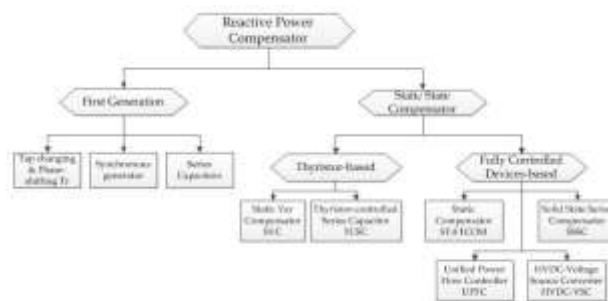 Reactive Power
Compensator
First Generation
State/State
Compensator
Tap changing
& Phase-
shifting Tr
Synchronous
generator
Series
Capacitors
Thyristor-based
Fully Controlled
Devices-based
Static Var
Compensator
SVC
Thyristor-controlled
Series Capacitor
Static
Compensator
STATCOM
Solid State Series
Compensator
SSSC
Unified Power
Flow Controller
UPFC
HVDC-Voltage
Source Converter
HVDC-VSC